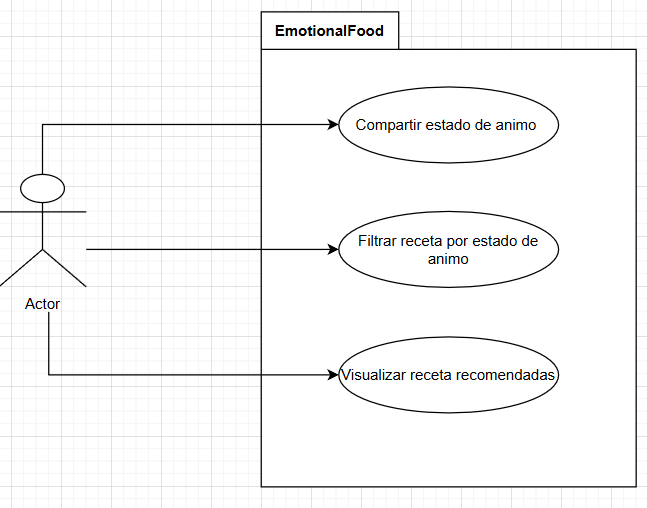 EmotionalFood
Compartir estado de animo
Filtrar receta por estado de
animo
Actor
Visualizar receta recomendadas